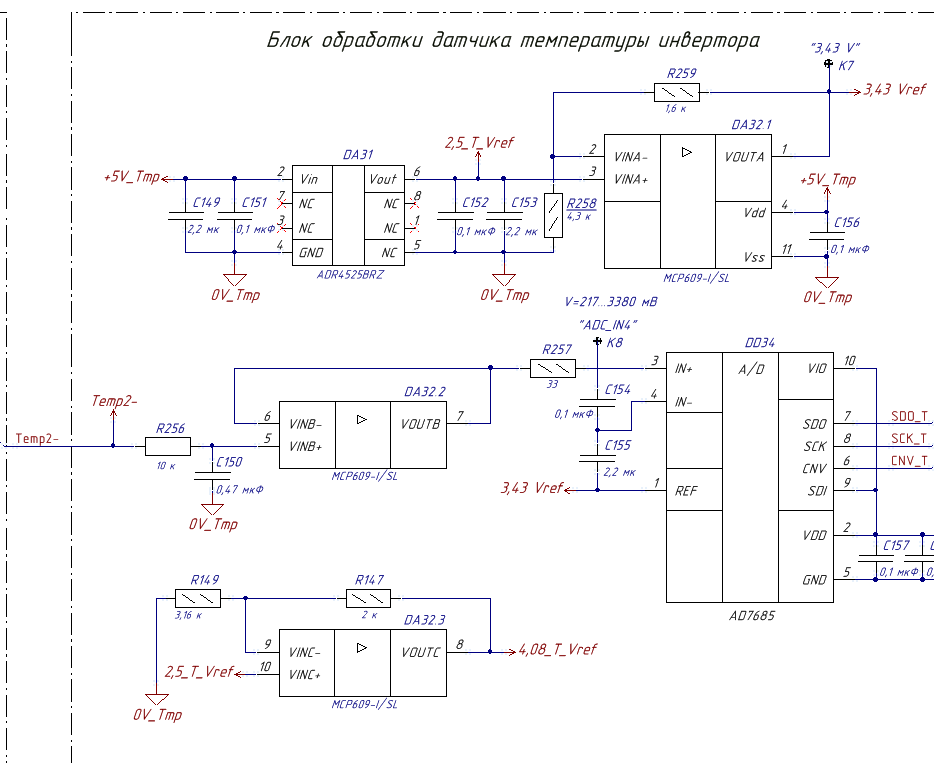 Блок обработки датчика температуры инвертора
"3,43 V"
K7
R259
1,6 к
3,43 Vref
DA32.1
2 VINA- VOUTA 1
3 VINA+
+5V_Tmp
Vdd 4
C156
0,1 мкФ
Vss 11
MCP609-I/SL
0V_Tmp
2,5_T_Vref
DA31
+5V_Tmp
2 Vin Vout 6
7 NC NC 8
3 NC NC 1
4 GND NC 5
ADR4525BRZ
C149
2,2 мк
C151
0,1 мкФ
C152
0,1 мкФ
C153
2,2 мк
R258
4,3 к
0V_Tmp
0V_Tmp
V=217...3380 мВ
"ADC_IN4"
K8
R257
33
DD34
3 IN+ A/D VIO 10
4 IN-
SDO 7 SDO_T
SCK 8 SCK_T
CNV 6 CNV_T
1 REF SDI 9
VDD 2
GND 5
AD7685
C154
0,1 мкФ
C155
2,2 мк
3,43 Vref
C157
0,1 мкФ
C
0,
DA32.2
6 VINB- VOUTB 7
5 VINB+
MCP609-I/SL
Temp2-
Temp2-
R256
10 к
C150
0,47 мкФ
0V_Tmp
R149
3,16 к
R147
2 к
DA32.3
9 VINC- VOUTC 8
10 VINC+
MCP609-I/SL
4,08_T_Vref
2,5_T_Vref
0V_Tmp